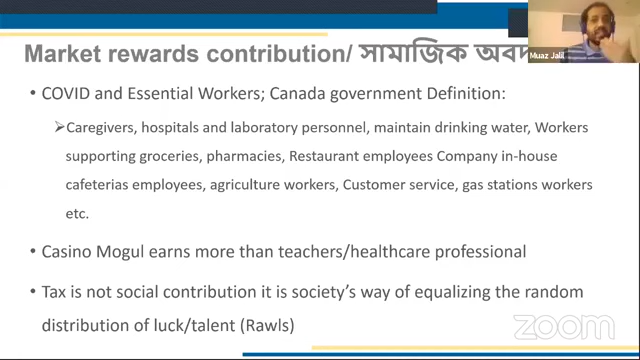 Market rewards contribution/ সামাজিক
Muaz Jalil
• COVID and Essential Workers; Canada government Definition:
➢Caregivers, hospitals and laboratory personnel, maintain drinking water, Workers
supporting groceries, pharmacies, Restaurant employees Company in-house
cafeterias employees, agriculture workers, Customer service, gas stations workers
etc.
• Casino Mogul earns more than teachers/healthcare professional
• Tax is not social contribution it is society's way of equalizing the random
distribution of luck/talent (Rawls)
zoom